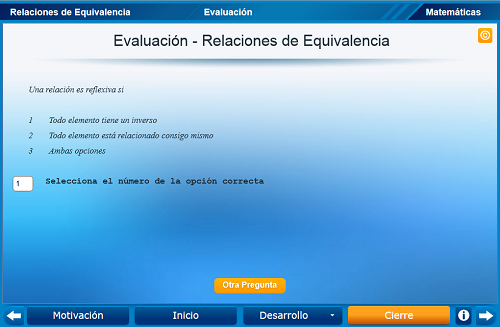 Relaciones de Equivalencia Evaluación Matemáticas
Evaluación - Relaciones de Equivalencia
Una relación es reflexiva si
1 Todo elemento tiene un inverso
2 Todo elemento está relacionado consigo mismo
3 Ambas opciones
1 Selecciona el número de la opción correcta
Otra Pregunta
Motivación Inicio Desarrollo Cierre